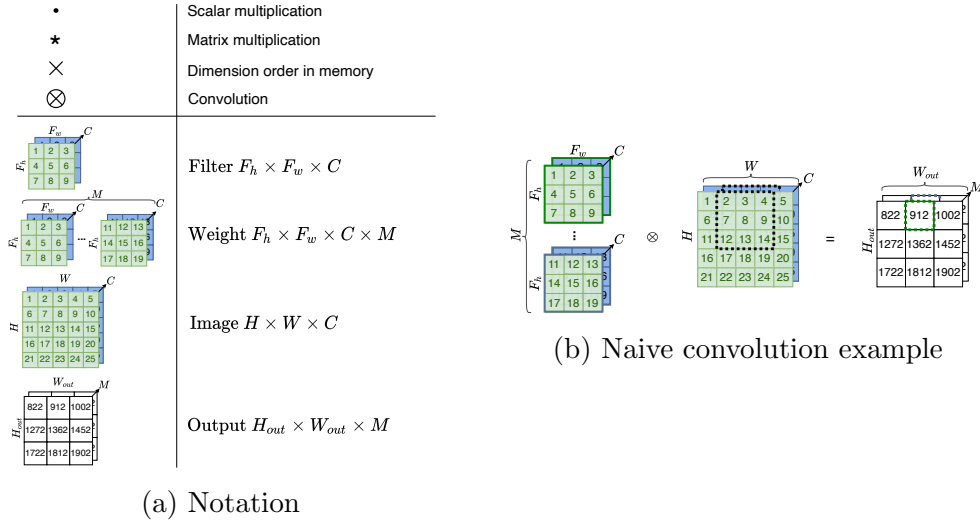 • Scalar multiplication
* Matrix multiplication
× Dimension order in memory
⊗ Convolution
F_w C
F_h
1 2 3
4 5 6
7 8 9
Filter F_h × F_w × C
M
F_w C C
F_h F_h
1 2 3 ... 11 12 13
4 5 6 14 15 16
7 8 9 17 18 19
Weight F_h × F_w × C × M
W
C
H
1 2 3 4 5
6 7 8 9 10
11 12 13 14 15
16 17 18 19 20
21 22 23 24 25
Image H × W × C
W_out M
H_out
822 912 1002
1272 1362 1452
1722 1812 1902
Output H_out × W_out × M
(a) Notation
M
F_w C
F_h
1 2 3
4 5 6
7 8 9
...
C
F_h
11 12 13
14 15 16
17 18 19
⊗
W
C
H
1 2 3 4 5
6 7 8 9 10
11 12 13 14 15
16 17 18 19 20
21 22 23 24 25
=
W_out
M
H_out
822 912 1002
1272 1362 1452
1722 1812 1902
(b) Naive convolution example